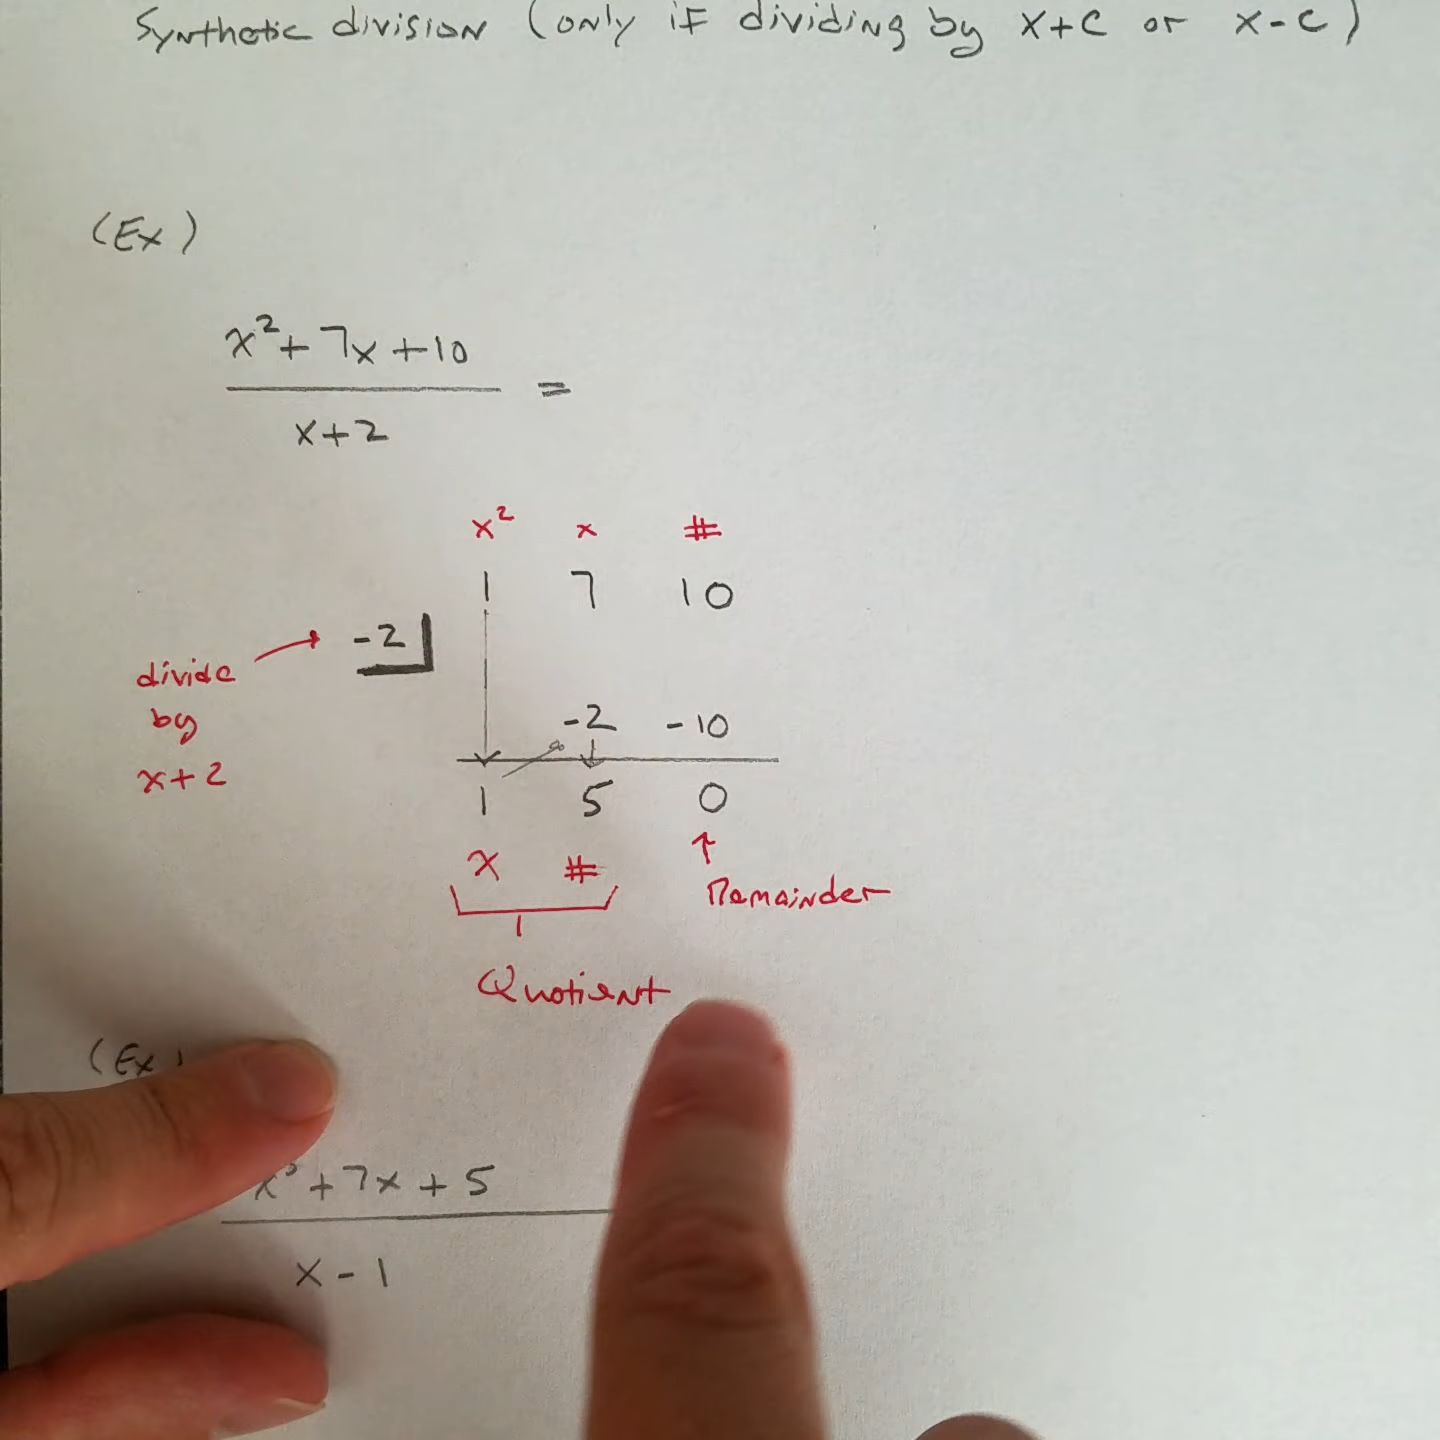 Synthetic division (only if dividing by x+c or x-c)
(Ex)
x²+7x+10
=
x+2
x² x #
1 7 10
-2
divide
by
x+2
-2 -10
1 5 0
x #
Remainder
Quotient
(Ex)
+7x+5
x-1